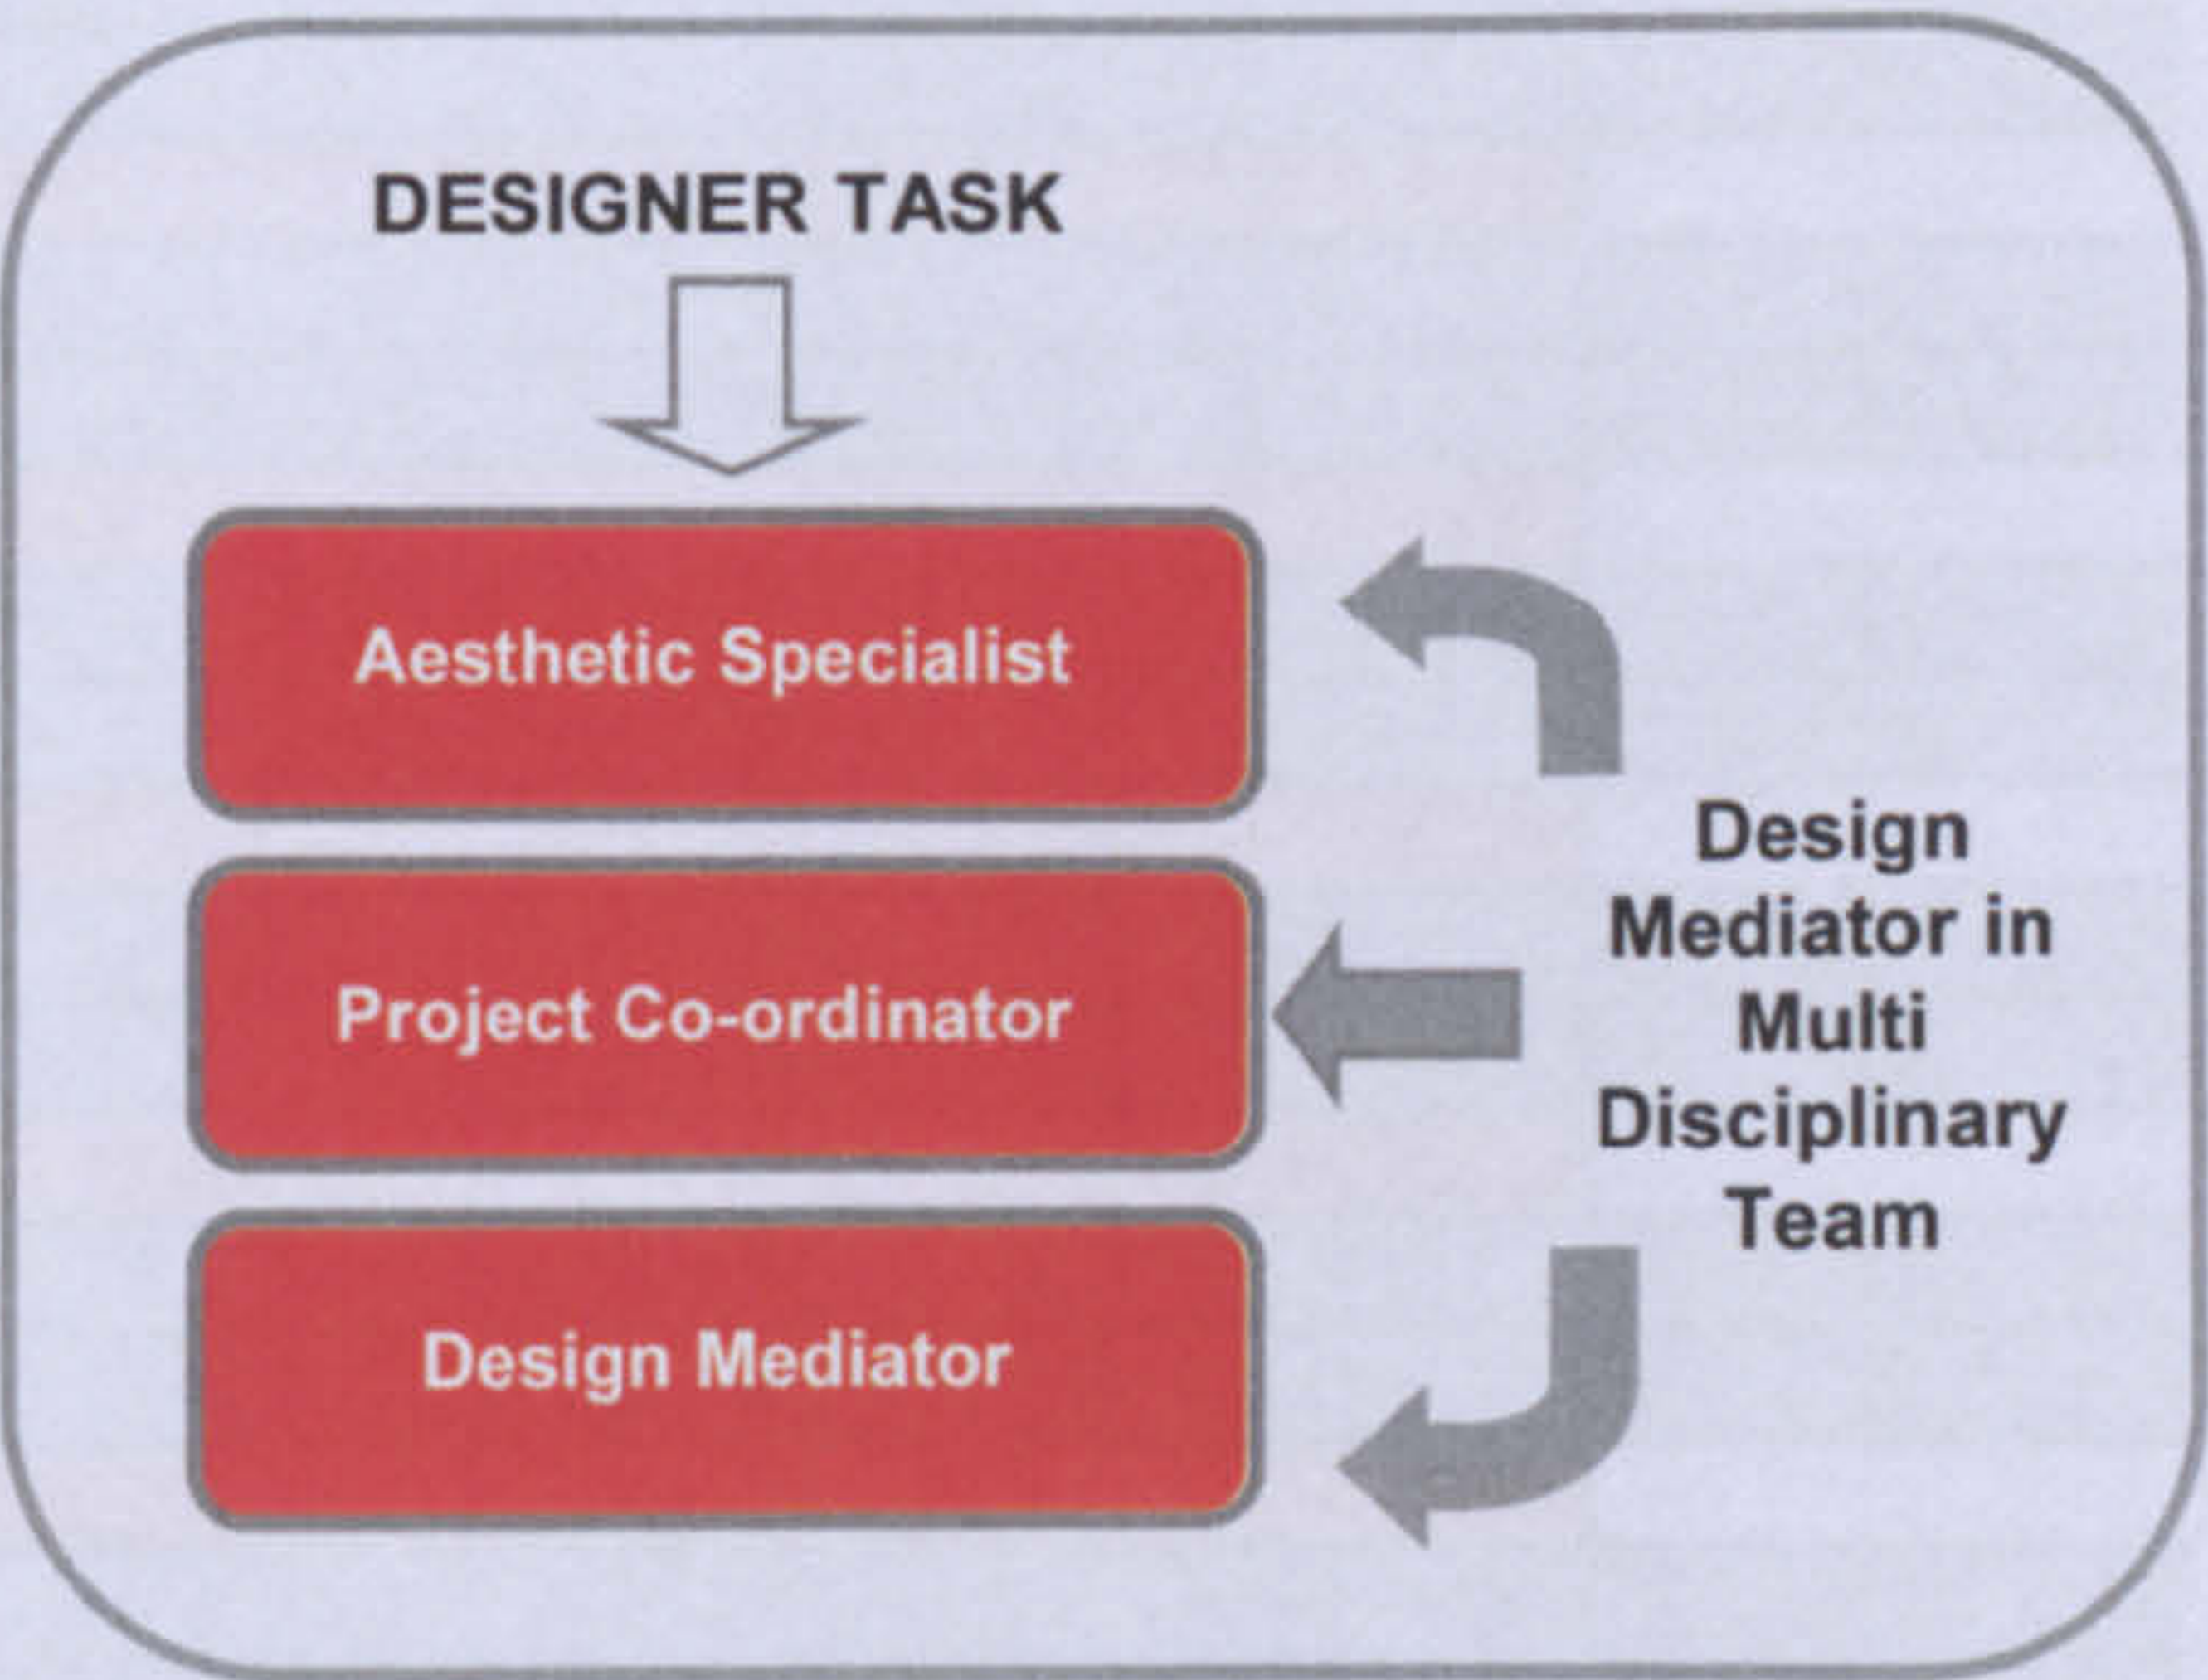 DESIGNER TASK
Aesthetic Specialist
Project Co-ordinator
Design Mediator
Design
Mediator in
Multi
Disciplinary
Team